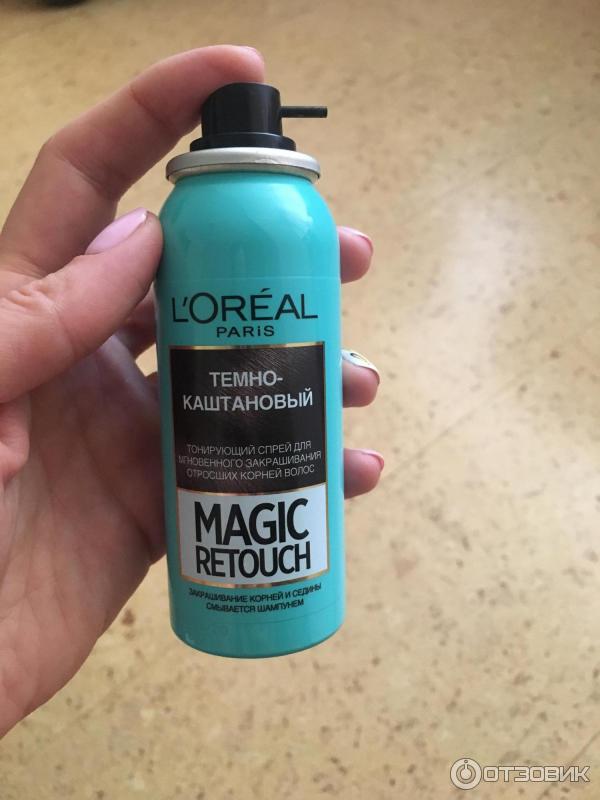 L'ORÉAL
PARIS
ТЕМНО-
КАШТАНОВЫЙ
ТОНИРУЮЩИЙ СПРЕЙ ДЛЯ
МГНОВЕННОГО ЗАКРАШИВАНИЯ
ОТРОСШИХ КОРНЕЙ ВОЛОС
MAGIC
RETOUCH
ЗАКРАШИВАНИЕ КОРНЕЙ И СЕДИНЫ
СМЫВАЕТСЯ ШАМПУНЕМ
ОТЗОВИК